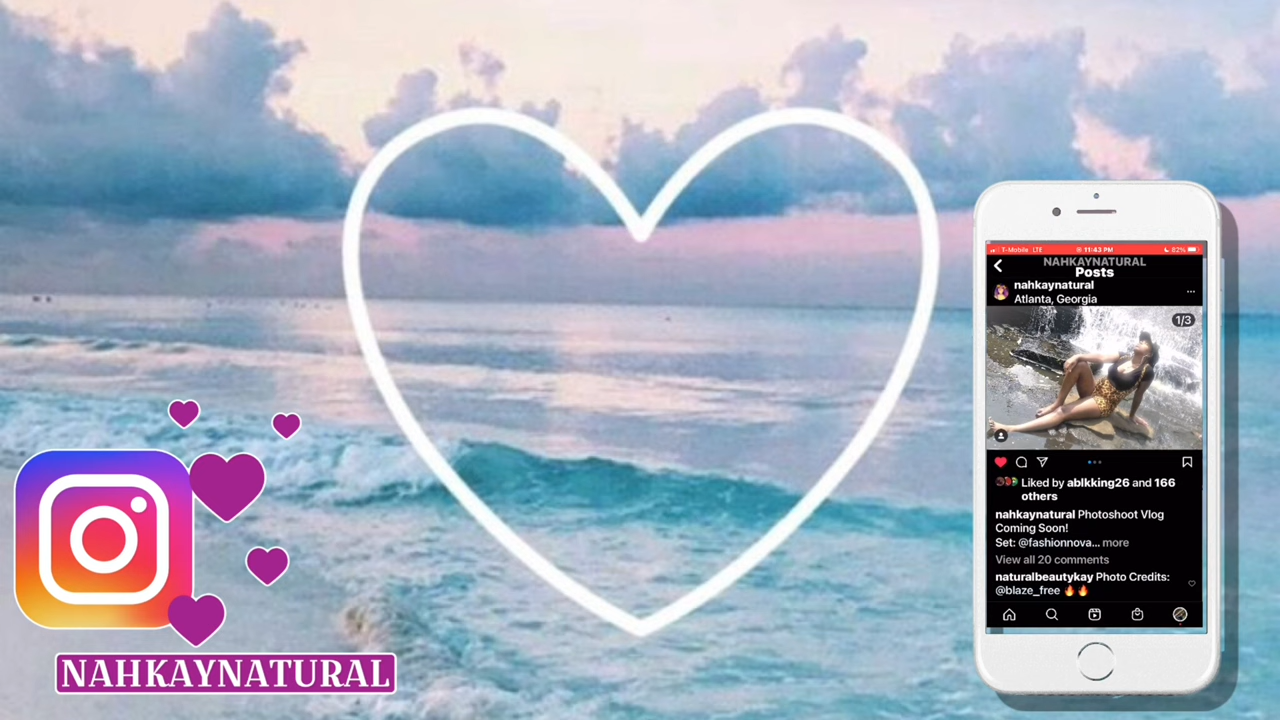 NAHKAYNATURAL
T-Mobile LTE 11:43 PM 82%
NAHKAYNATURAL
Posts
nahkaynatural
Atlanta, Georgia
1/3
Liked by ablkking26 and 166
others
nahkaynatural Photoshoot Vlog
Coming Soon!
Set: @fashionnova... more
View all 20 comments
naturalbeautykay Photo Credits:
@blaze_free 🔥🔥